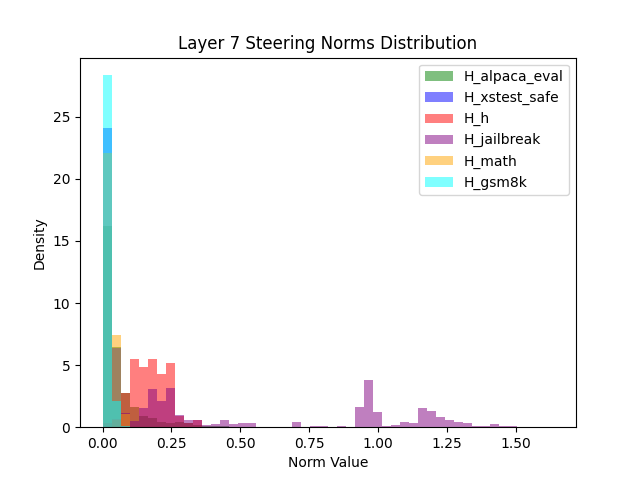 Layer 7 Steering Norms Distribution
H_alpaca_eval
H_xstest_safe
H_h
H_jailbreak
H_math
H_gsm8k
Density
25
20
15
10
5
0
0.00 0.25 0.50 0.75 1.00 1.25 1.50
Norm Value